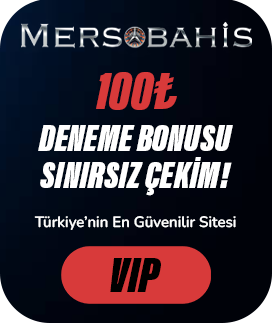 MERSOBAHİS
100₺
DENEME BONUSU
SINIRSIZ ÇEKİM!
Türkiye'nin En Güvenilir Sitesi
VIP